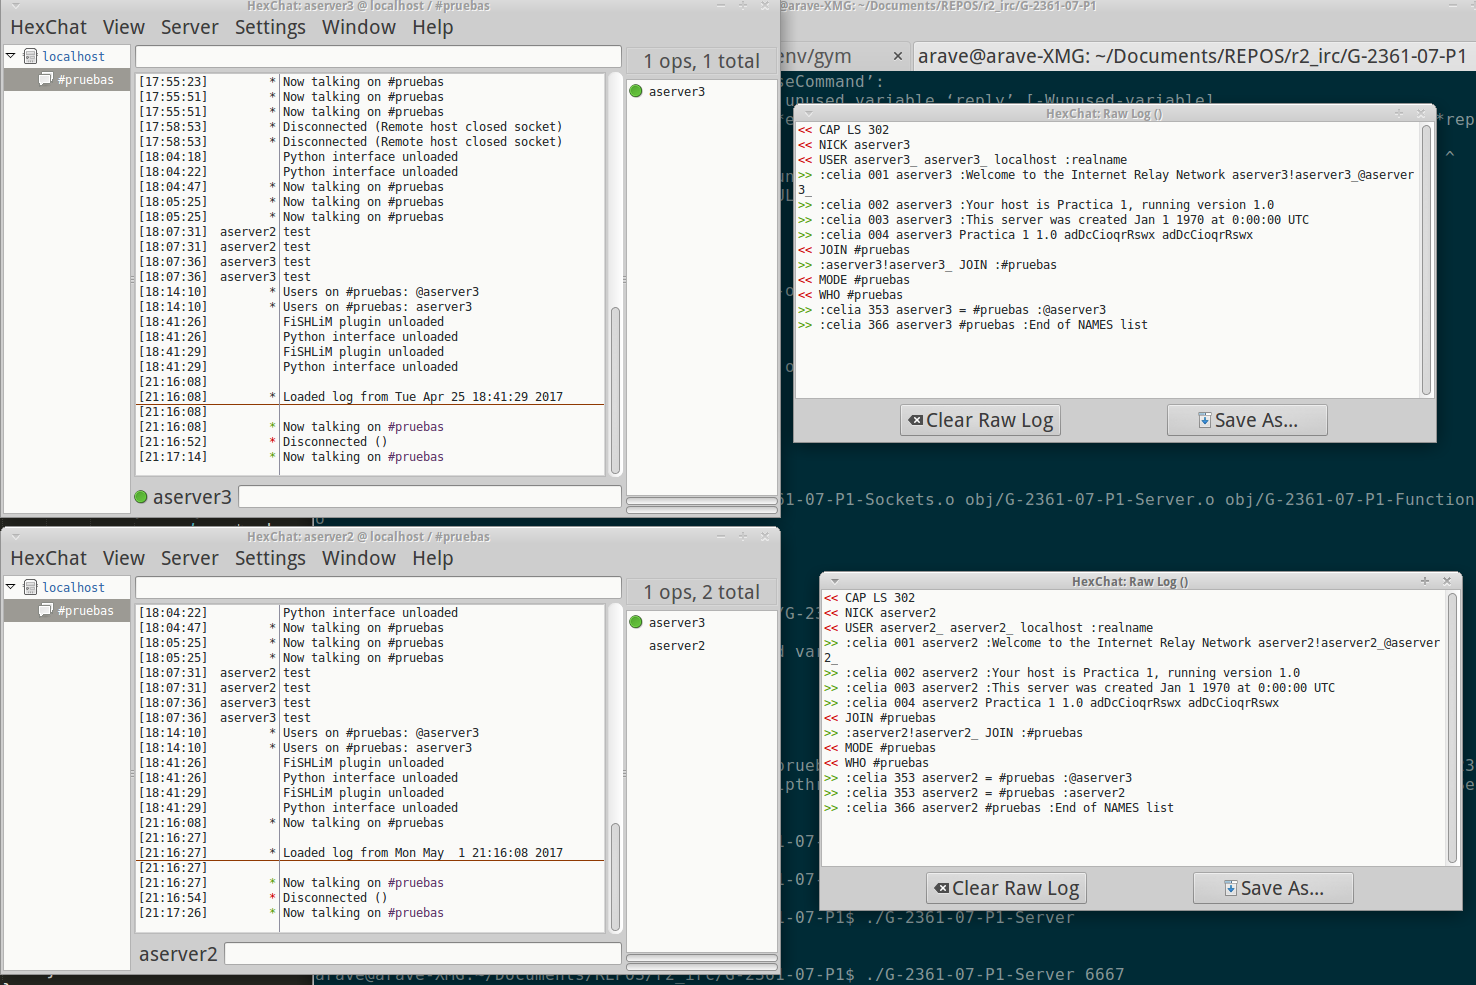 HexChat: aserver3 @ localhost / #pruebas
HexChat View Server Settings Window Help
localhost
#pruebas
1 ops, 1 total
aserver3
[17:55:23] * Now talking on #pruebas
[17:55:51] * Now talking on #pruebas
[17:55:51] * Now talking on #pruebas
[17:58:53] * Disconnected (Remote host closed socket)
[17:58:53] * Disconnected (Remote host closed socket)
[18:04:18] Python interface unloaded
[18:04:22] Python interface unloaded
[18:04:47] * Now talking on #pruebas
[18:05:25] * Now talking on #pruebas
[18:05:25] * Now talking on #pruebas
[18:07:31] aserver2 test
[18:07:31] aserver2 test
[18:07:36] aserver3 test
[18:07:36] aserver3 test
[18:14:10] * Users on #pruebas: @aserver3
[18:14:10] * Users on #pruebas: aserver3
[18:41:26] FiSHLiM plugin unloaded
[18:41:26] Python interface unloaded
[18:41:29] FiSHLiM plugin unloaded
[18:41:29] Python interface unloaded
[21:16:08]
[21:16:08] * Loaded log from Tue Apr 25 18:41:29 2017
[21:16:08]
[21:16:08] * Now talking on #pruebas
[21:16:52] * Disconnected ()
[21:17:14] * Now talking on #pruebas
aserver3
HexChat: aserver2 @ localhost / #pruebas
HexChat View Server Settings Window Help
localhost
#pruebas
1 ops, 2 total
aserver3
aserver2
[18:04:22] Python interface unloaded
[18:04:47] * Now talking on #pruebas
[18:05:25] * Now talking on #pruebas
[18:05:25] * Now talking on #pruebas
[18:07:31] aserver2 test
[18:07:31] aserver2 test
[18:07:36] aserver3 test
[18:07:36] aserver3 test
[18:14:10] * Users on #pruebas: @aserver3
[18:14:10] * Users on #pruebas: aserver3
[18:41:26] FiSHLiM plugin unloaded
[18:41:26] Python interface unloaded
[18:41:29] FiSHLiM plugin unloaded
[18:41:29] Python interface unloaded
[21:16:08] * Now talking on #pruebas
[21:16:27]
[21:16:27] * Loaded log from Mon May 1 21:16:08 2017
[21:16:27]
[21:16:27] * Now talking on #pruebas
[21:16:54] * Disconnected ()
[21:17:26] * Now talking on #pruebas
aserver2
@arave-XMG: ~/Documents/REPOS/r2_irc/G-2361-07-P1
env/gym × arave@arave-XMG: ~/Documents/REPOS/r2_irc/G-2361-07-P1
seCommand’:
unused variable ‘reply’ [-Wunused-variable]
*rep
^
HexChat: Raw Log ()
<< CAP LS 302
<< NICK aserver3
<< USER aserver3_ aserver3_ localhost :realname
>> :celia 001 aserver3 :Welcome to the Internet Relay Network aserver3!aserver3_@aserver
3_
>> :celia 002 aserver3 :Your host is Practica 1, running version 1.0
>> :celia 003 aserver3 :This server was created Jan 1 1970 at 0:00:00 UTC
>> :celia 004 aserver3 Practica 1 1.0 adDcCioqrRswx adDcCioqrRswx
<< JOIN #pruebas
>> :aserver3!aserver3_ JOIN :#pruebas
<< MODE #pruebas
<< WHO #pruebas
>> :celia 353 aserver3 = #pruebas :@aserver3
>> :celia 366 aserver3 #pruebas :End of NAMES list
Clear Raw Log Save As...
61-07-P1-Sockets.o obj/G-2361-07-P1-Server.o obj/G-2361-07-P1-Function
HexChat: Raw Log ()
<< CAP LS 302
<< NICK aserver2
<< USER aserver2_ aserver2_ localhost :realname
>> :celia 001 aserver2 :Welcome to the Internet Relay Network aserver2!aserver2_@aserver
2_
>> :celia 002 aserver2 :Your host is Practica 1, running version 1.0
>> :celia 003 aserver2 :This server was created Jan 1 1970 at 0:00:00 UTC
>> :celia 004 aserver2 Practica 1 1.0 adDcCioqrRswx adDcCioqrRswx
<< JOIN #pruebas
>> :aserver2!aserver2_ JOIN :#pruebas
<< MODE #pruebas
<< WHO #pruebas
>> :celia 353 aserver2 = #pruebas :@aserver3
>> :celia 353 aserver2 = #pruebas :aserver2
>> :celia 366 aserver2 #pruebas :End of NAMES list
Clear Raw Log Save As...
-07-P1$ ./G-2361-07-P1-Server
arave@arave-XMG:~/Documents/REPOS/r2_irc/G-2361-07-P1$ ./G-2361-07-P1-Server 6667